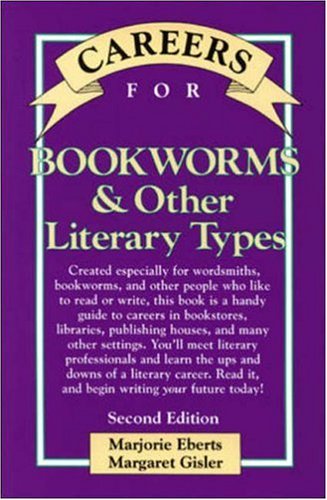 CAREERS
FOR
BOOKWORMS
& Other
Literary Types
Created especially for wordsmiths,
bookworms, and other people who like
to read or write, this book is a handy
guide to careers in bookstores,
libraries, publishing houses, and many
other settings. You'll meet literary
professionals and learn the ups and
downs of a literary career. Read it,
and begin writing your future today!
Second Edition
Marjorie Eberts
Margaret Gisler